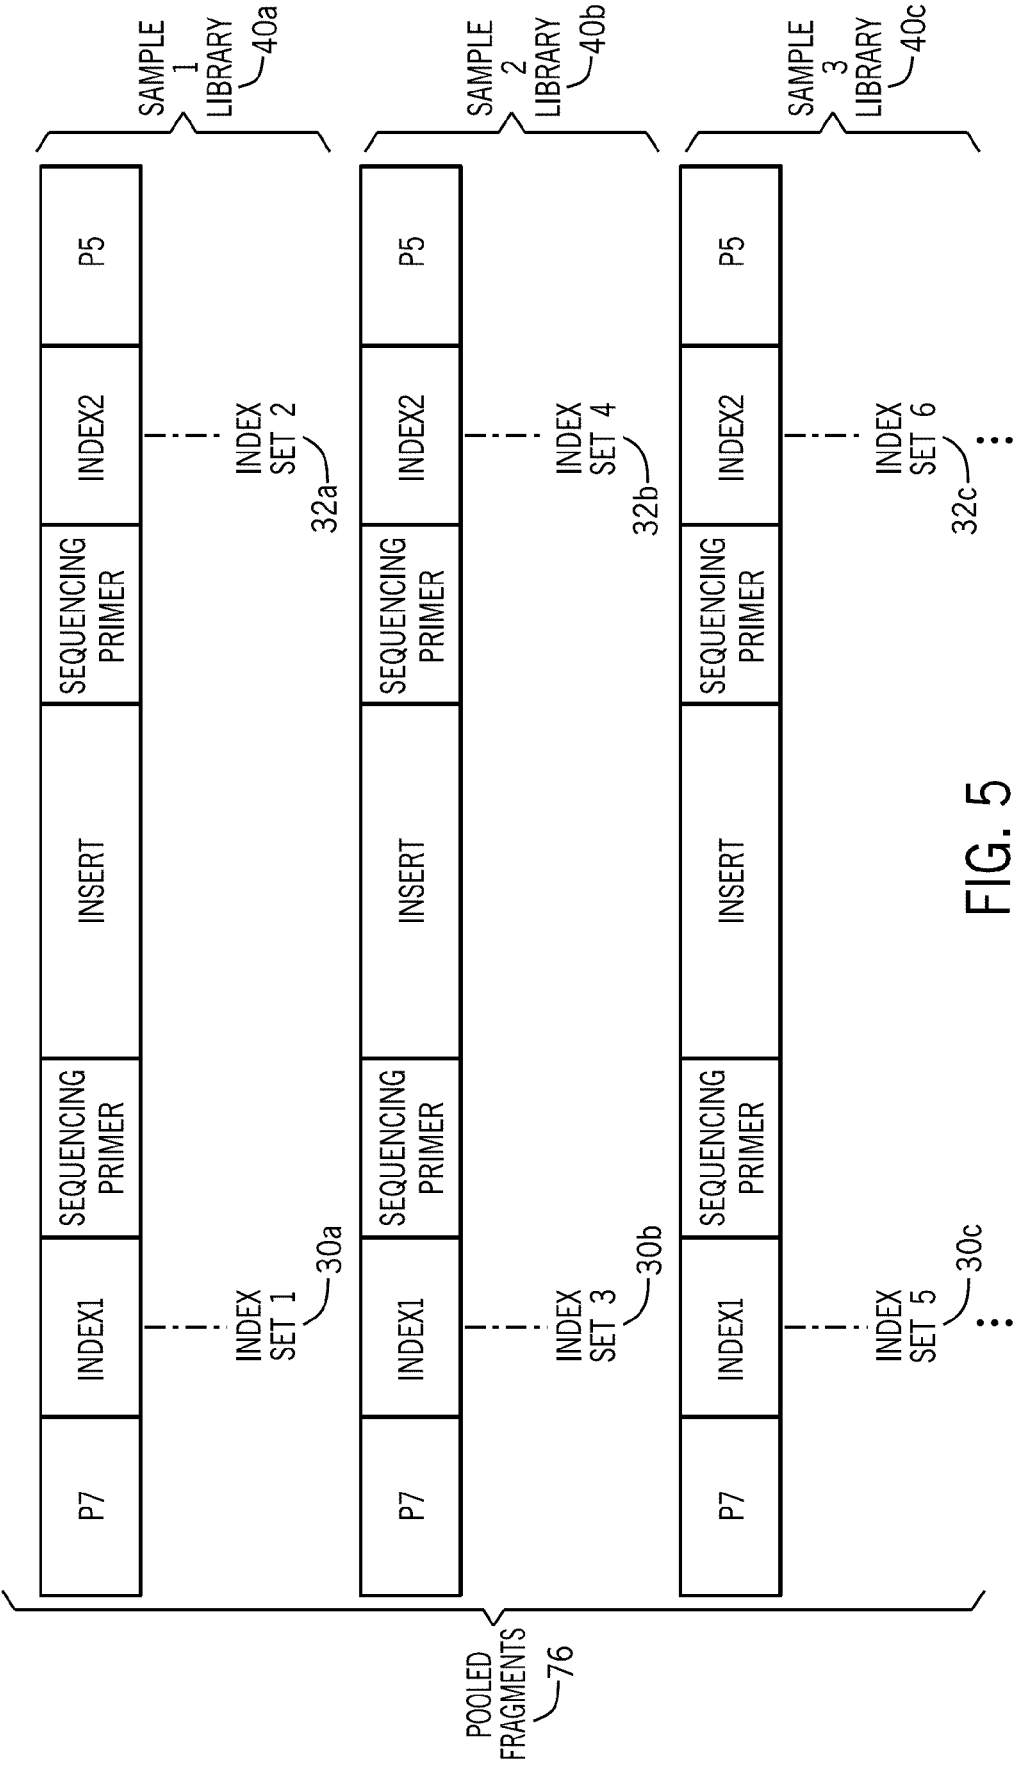 POOLED
FRAGMENTS
76
P7
INDEX1
SEQUENCING
PRIMER
INSERT
SEQUENCING
PRIMER
INDEX2
P5
INDEX
SET 1
30a
INDEX
SET 2
32a
SAMPLE
1
LIBRARY
40a
P7
INDEX1
SEQUENCING
PRIMER
INSERT
SEQUENCING
PRIMER
INDEX2
P5
INDEX
SET 3
30b
INDEX
SET 4
32b
SAMPLE
2
LIBRARY
40b
P7
INDEX1
SEQUENCING
PRIMER
INSERT
SEQUENCING
PRIMER
INDEX2
P5
INDEX
SET 5
30c
INDEX
SET 6
32c
SAMPLE
3
LIBRARY
40c
FIG. 5